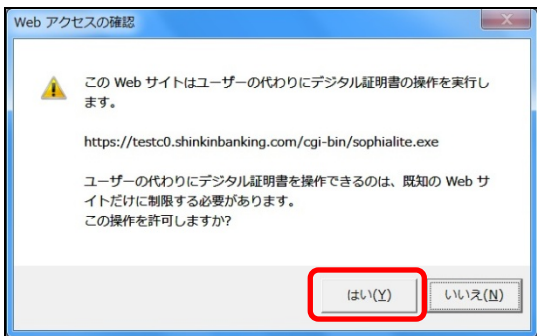 Web アクセスの確認
この Web サイトはユーザーの代わりにデジタル証明書の操作を実行し
ます。
https://testc0.shinkinbanking.com/cgi-bin/sophialite.exe
ユーザーの代わりにデジタル証明書を操作できるのは、既知の Web サ
イトだけに制限する必要があります。
この操作を許可しますか?
はい(Y)
いいえ(N)